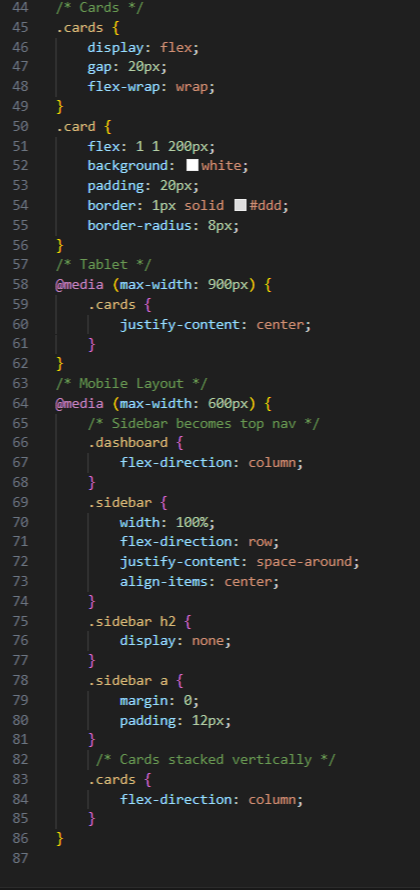 44 /* Cards */
45 .cards {
46     display: flex;
47     gap: 20px;
48     flex-wrap: wrap;
49 }
50 .card {
51     flex: 1 1 200px;
52     background: white;
53     padding: 20px;
54     border: 1px solid #ddd;
55     border-radius: 8px;
56 }
57 /* Tablet */
58 @media (max-width: 900px) {
59     .cards {
60         justify-content: center;
61     }
62 }
63 /* Mobile Layout */
64 @media (max-width: 600px) {
65     /* Sidebar becomes top nav */
66     .dashboard {
67         flex-direction: column;
68     }
69     .sidebar {
70         width: 100%;
71         flex-direction: row;
72         justify-content: space-around;
73         align-items: center;
74     }
75     .sidebar h2 {
76         display: none;
77     }
78     .sidebar a {
79         margin: 0;
80         padding: 12px;
81     }
82      /* Cards stacked vertically */
83     .cards {
84         flex-direction: column;
85     }
86 }
87